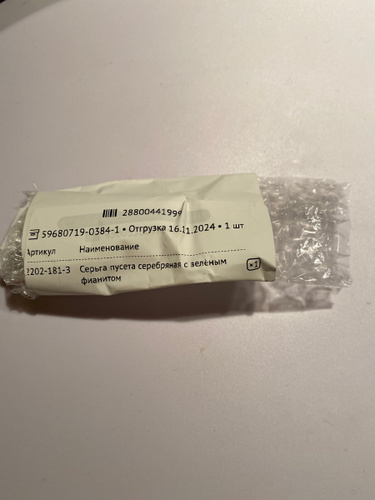 28800441999
59680719-0384-1 • Отгрузка 16.11.2024 • 1 шт
Артикул Наименование
2202-181-3 Серьга пусета серебряная с зелёным ×1
фианитом